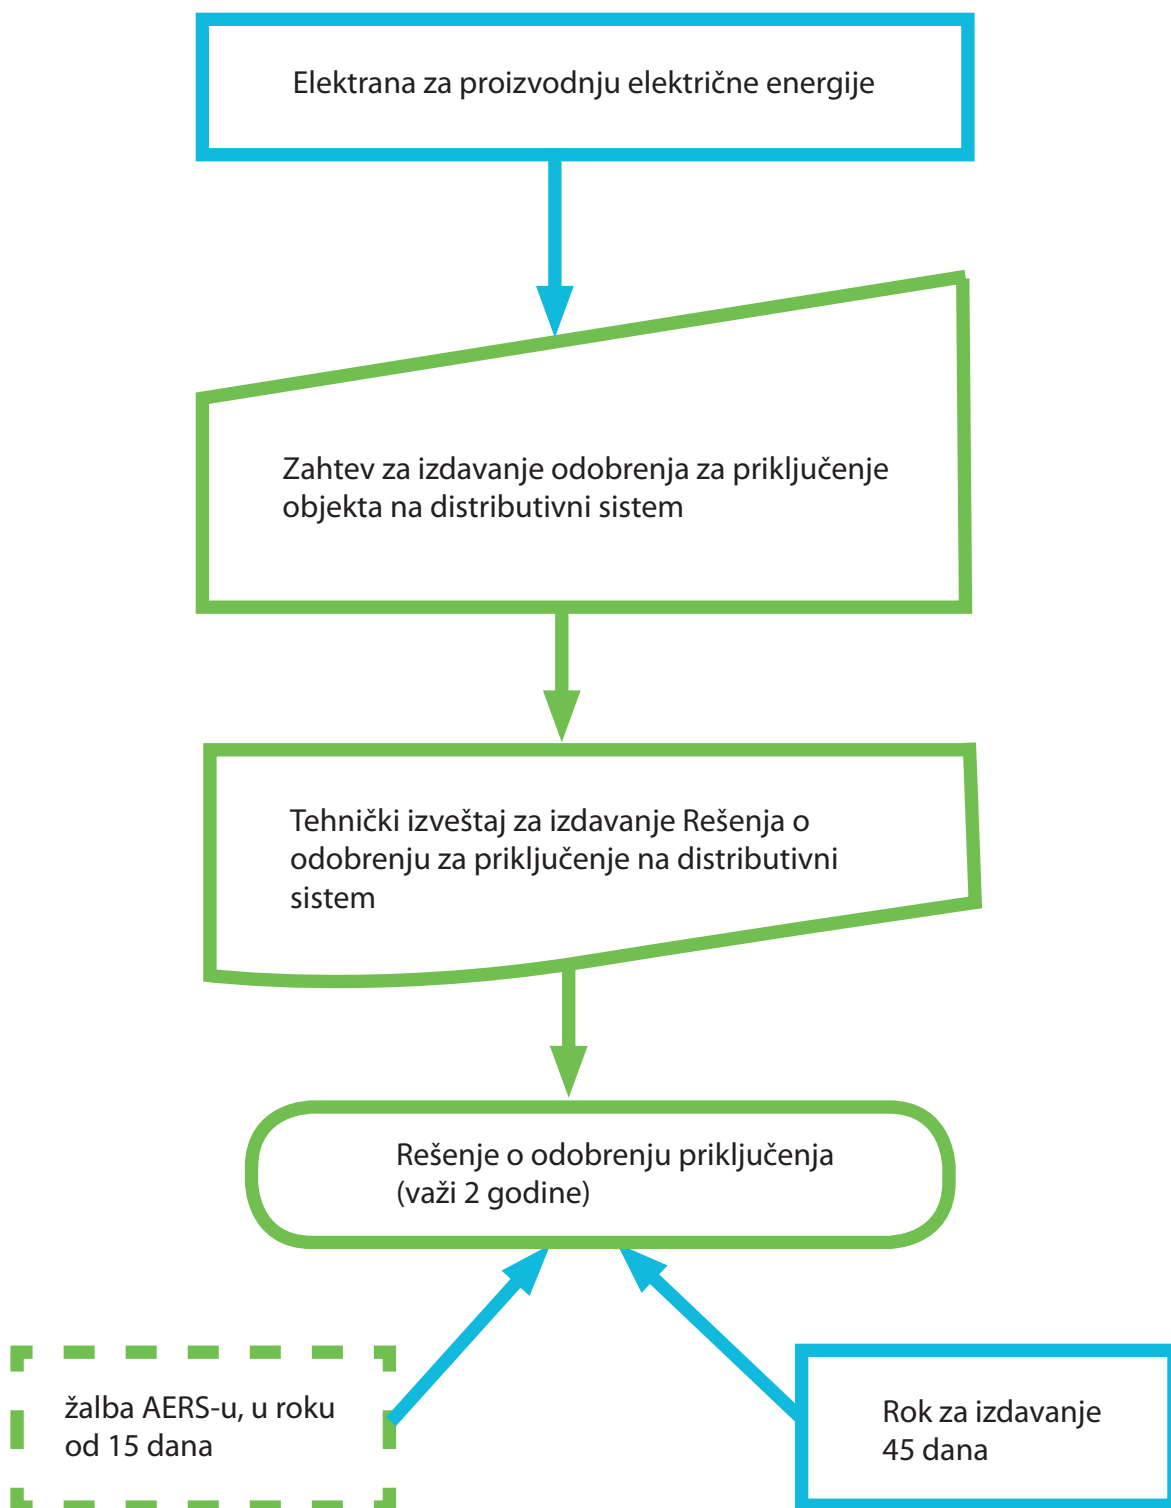 Elektrana za proizvodnju električne energije
Zahtev za izdavanje odobrenja za priključenje
objekta na distributivni sistem
Tehnički izveštaj za izdavanje Rešenja o
odobrenju za priključenje na distributivni
sistem
Rešenje o odobrenju priključenja
(važi 2 godine)
žalba AERS-u, u roku
od 15 dana
Rok za izdavanje
45 dana